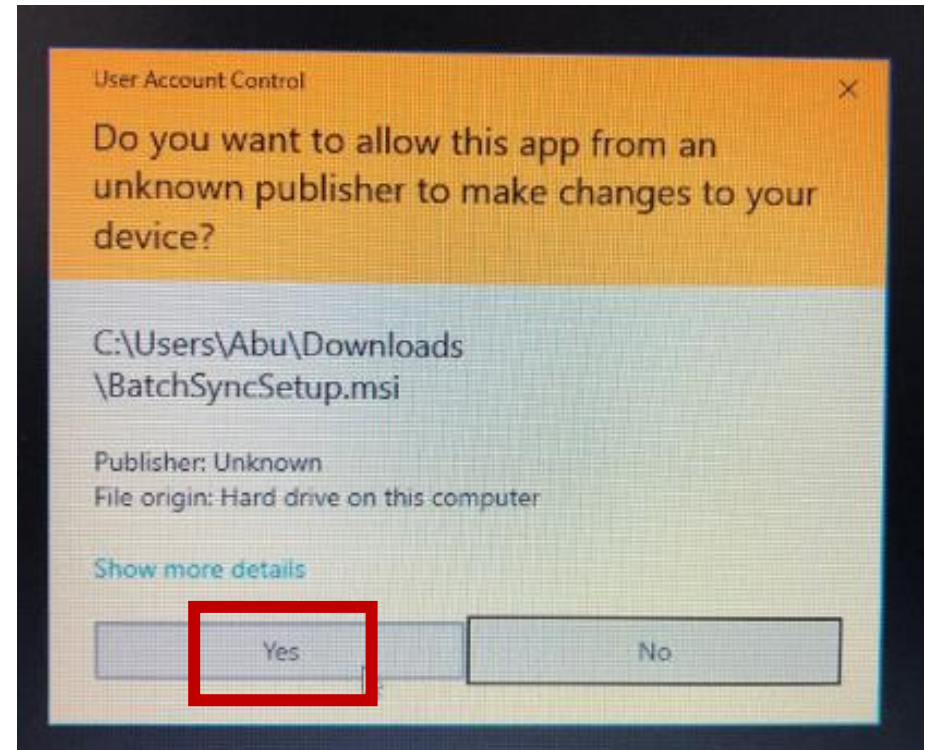 User Account Control
Do you want to allow this app from an
unknown publisher to make changes to your
device?
C:\Users\Abu\Downloads
\BatchSyncSetup.msi
Publisher: Unknown
File origin: Hard drive on this computer
Show more details
Yes No